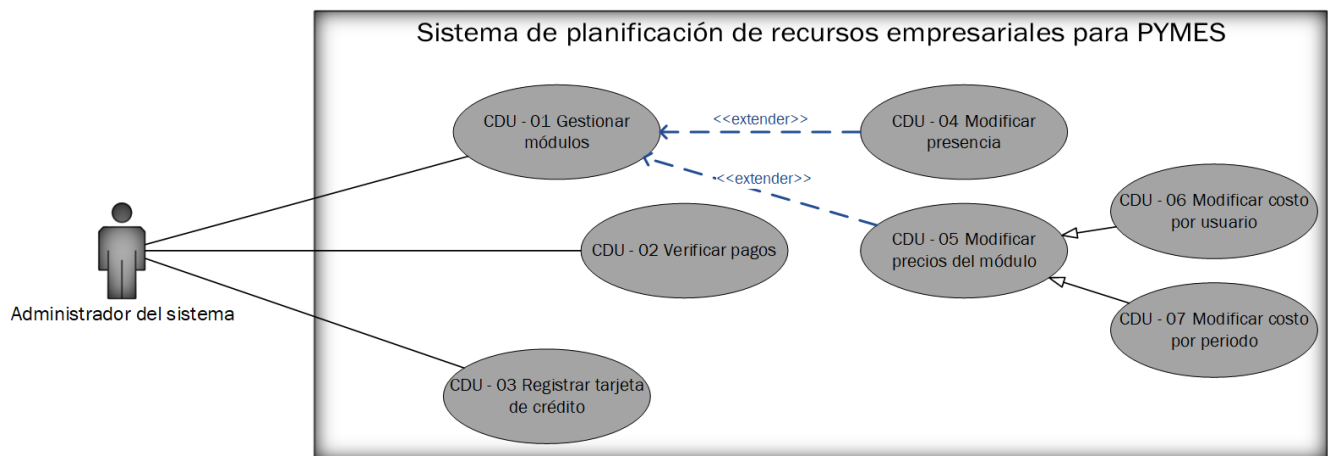 Sistema de planificación de recursos empresariales para PYMES
CDU - 01 Gestionar
módulos
<<extender>>
CDU - 04 Modificar
presencia
<<extender>>
CDU - 06 Modificar costo
por usuario
CDU - 02 Verificar pagos
CDU - 05 Modificar
precios del módulo
Administrador del sistema
CDU - 07 Modificar costo
por periodo
CDU - 03 Registrar tarjeta
de crédito